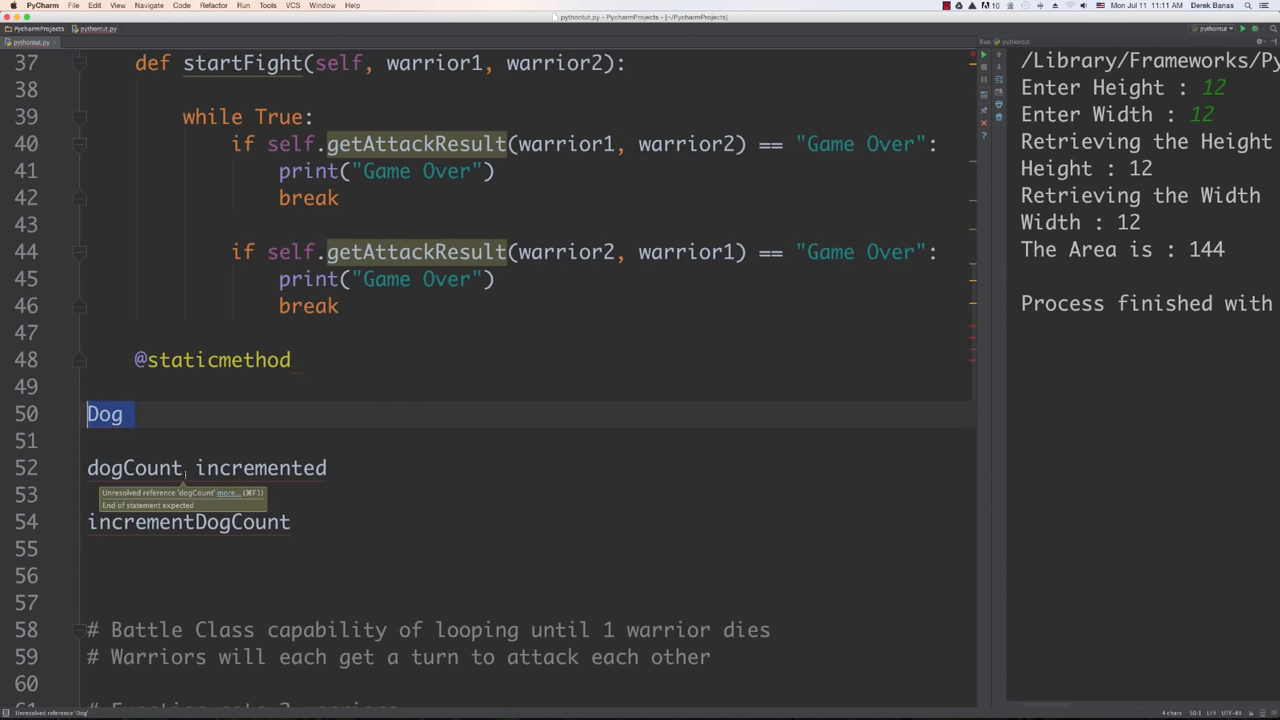 PyCharm File Edit View Navigate Code Refactor Run Tools VCS Window Help 10 Mon Jul 11 11:11 AM Derek Banas
pythontut.py - PycharmProjects - [~/PycharmProjects]
PycharmProjects pythontut.py pythontut
pythontut.py Run: pythontut
37 def startFight(self, warrior1, warrior2):
38
39 while True:
40 if self.getAttackResult(warrior1, warrior2) == "Game Over":
41 print("Game Over")
42 break
43
44 if self.getAttackResult(warrior2, warrior1) == "Game Over":
45 print("Game Over")
46 break
47
48 @staticmethod
49
50 Dog
51
52 dogCount incremented
53 Unresolved reference 'dogCount' more... (⌘F1)
End of statement expected
54 incrementDogCount
55
56
57
58 # Battle Class capability of looping until 1 warrior dies
59 # Warriors will each get a turn to attack each other
60
/Library/Frameworks/Py
Enter Height : 12
Enter Width : 12
Retrieving the Height
Height : 12
Retrieving the Width
Width : 12
The Area is : 144
Process finished with
Unresolved reference 'Dog' 4 chars 50:1 LF UTF-8